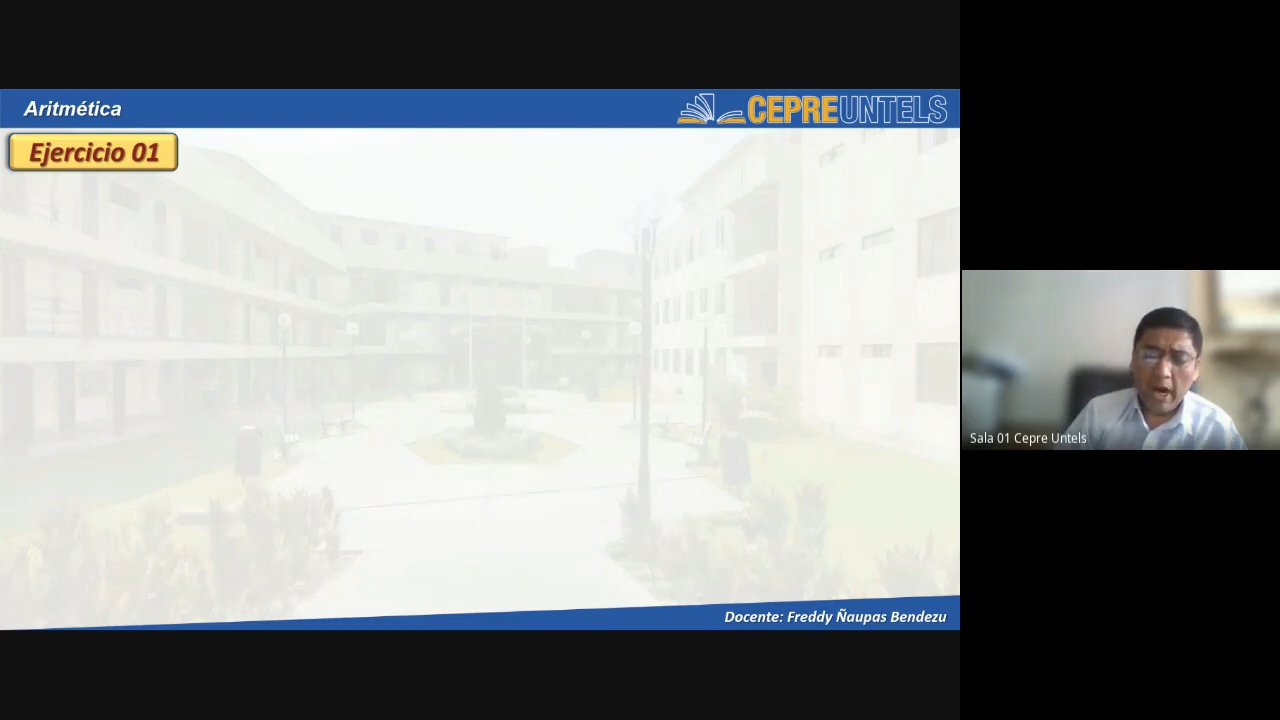 Aritmética
CEPREUNTELS
Ejercicio 01
Sala 01 Cepre Untels
Docente: Freddy Ñaupas Bendezu